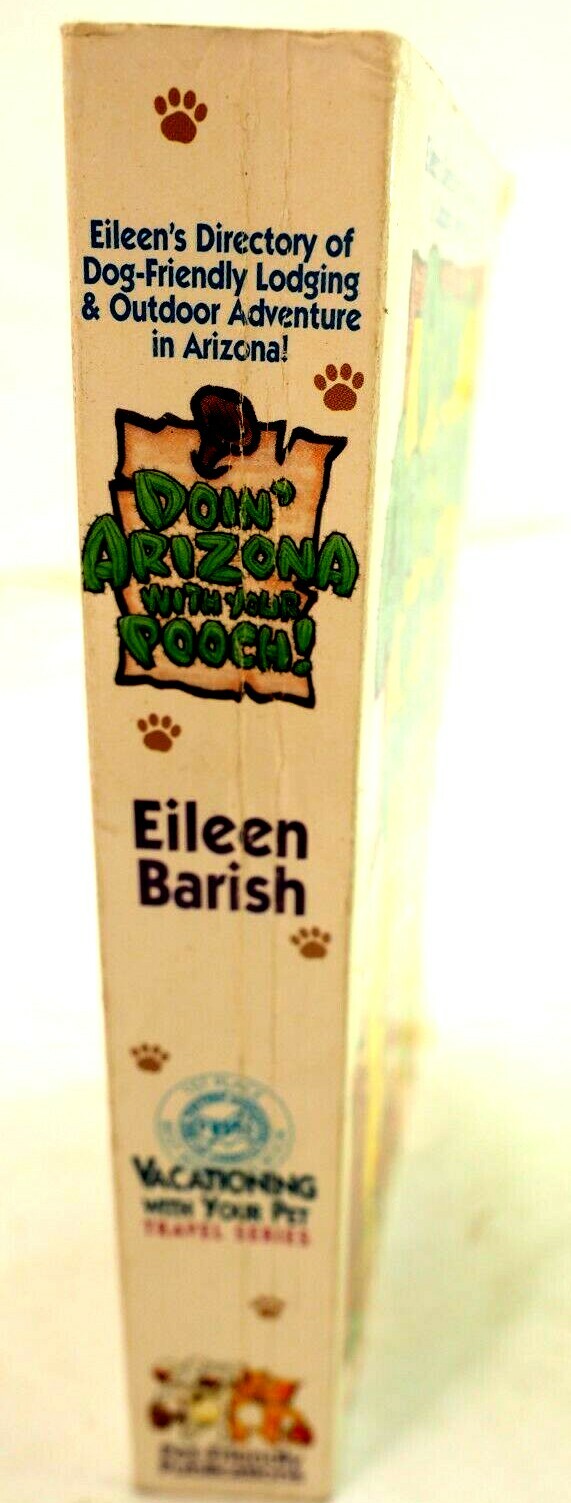 Eileen's Directory of
Dog-Friendly Lodging
& Outdoor Adventure
in Arizona!
DOIN'
ARIZONA
WITH YOUR
POOCH!
Eileen
Barish
VACATIONING
WITH YOUR PET
TRAVEL SERIES